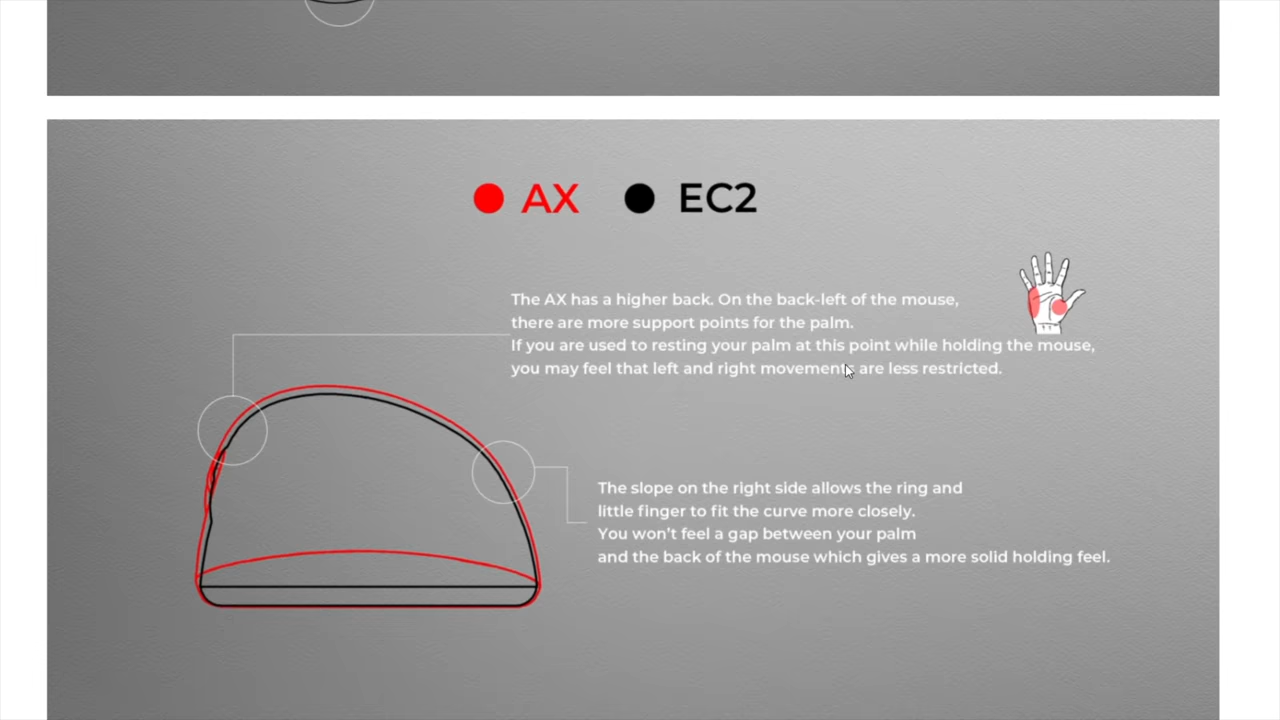 AX EC2
The AX has a higher back. On the back-left of the mouse,
there are more support points for the palm.
If you are used to resting your palm at this point while holding the mouse,
you may feel that left and right movements are less restricted.
The slope on the right side allows the ring and
little finger to fit the curve more closely.
You won't feel a gap between your palm
and the back of the mouse which gives a more solid holding feel.